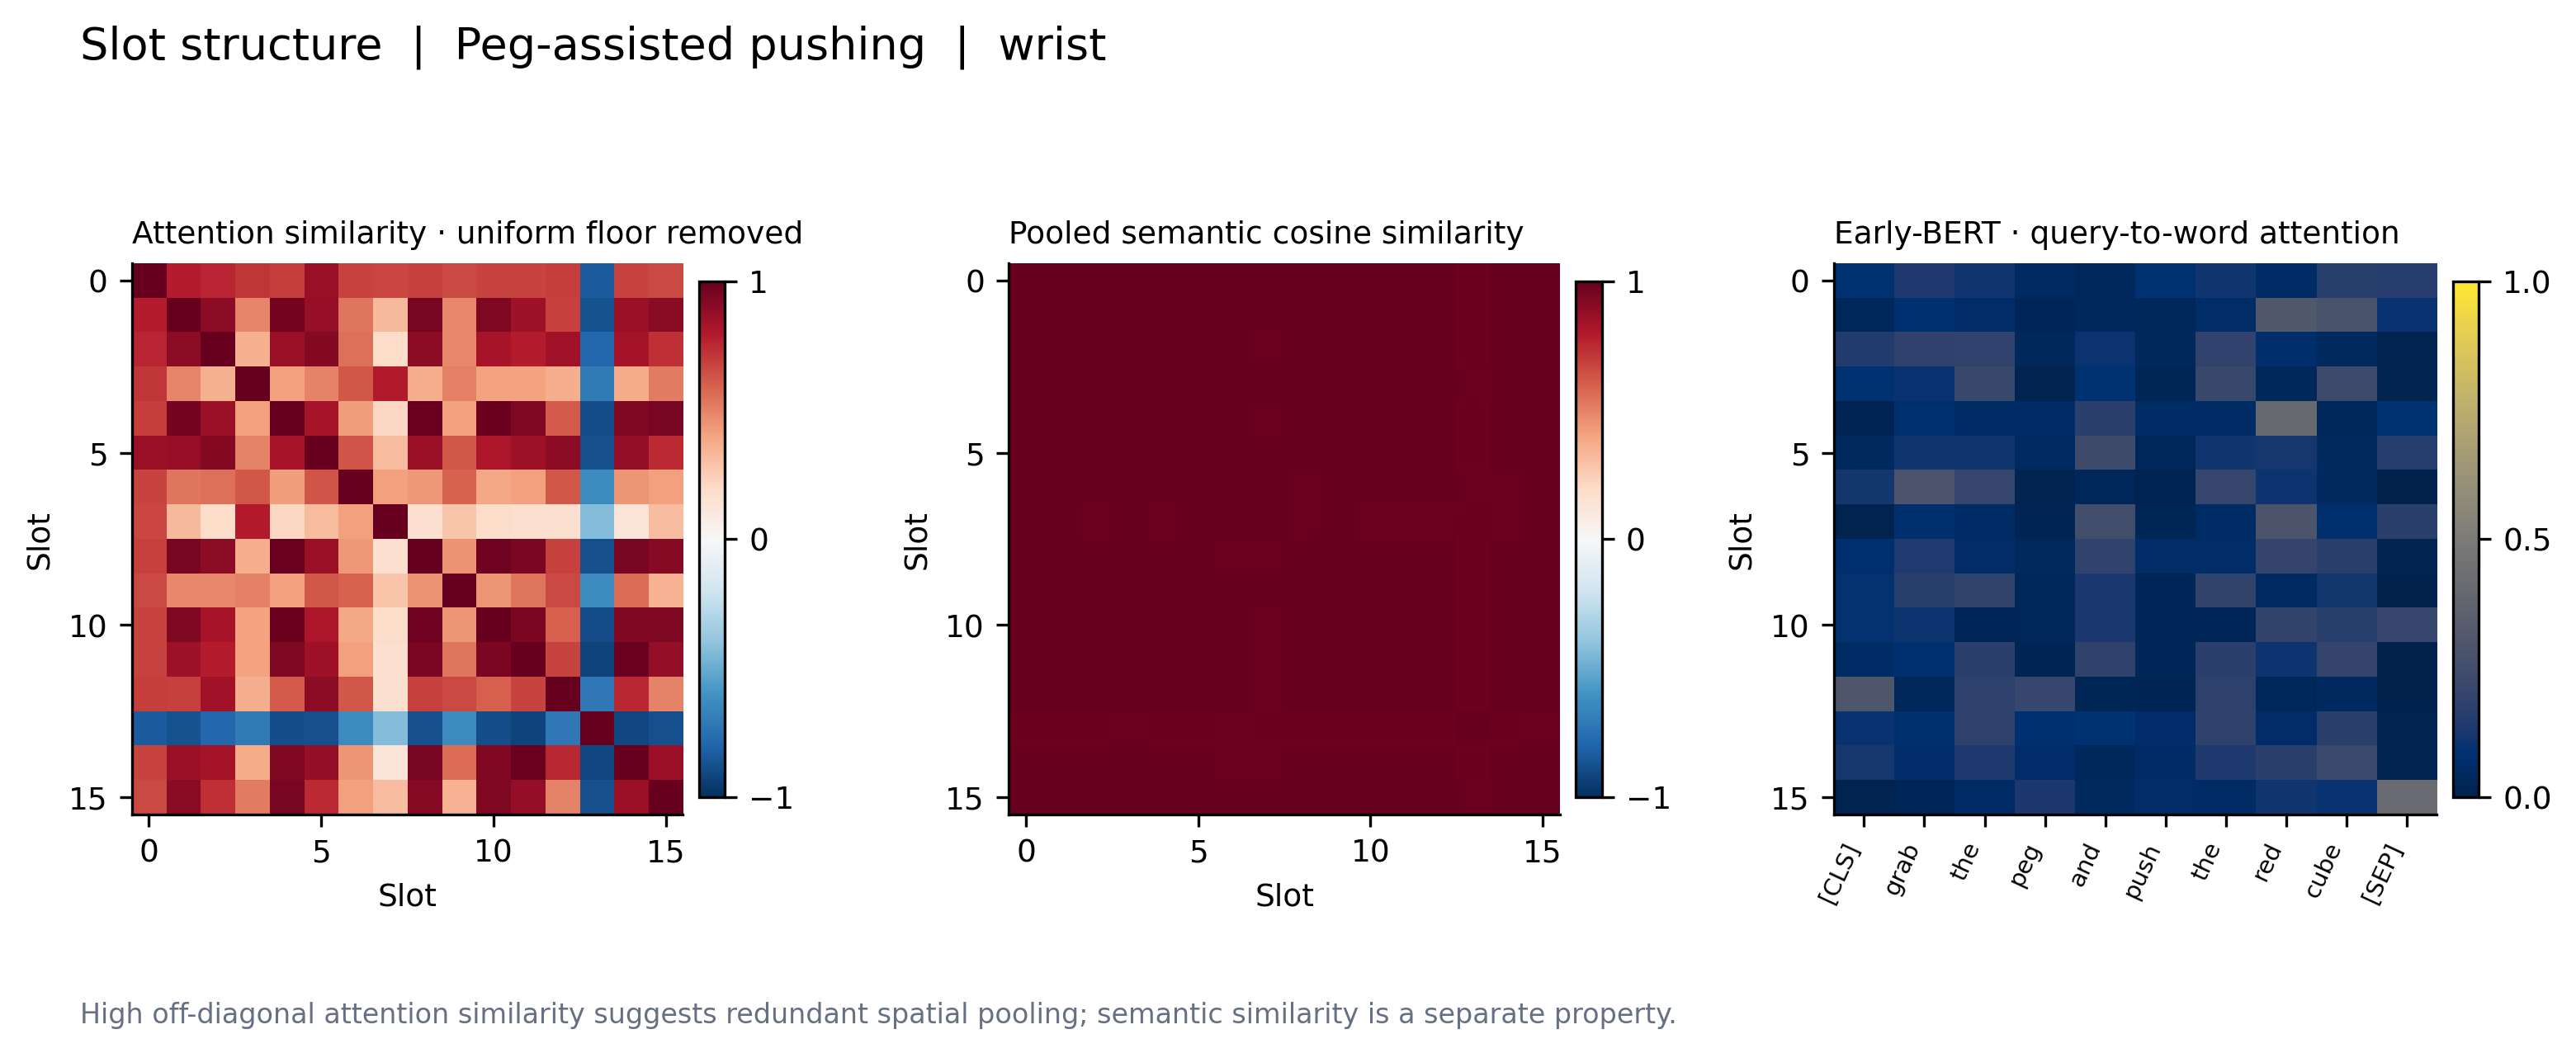 Slot structure | Peg-assisted pushing | wrist
Attention similarity · uniform floor removed
0
5
10
15
Slot
0
5
10
15
Slot
1
0
−1
Pooled semantic cosine similarity
0
5
10
15
Slot
0
5
10
15
Slot
1
0
−1
Early-BERT · query-to-word attention
0
5
10
15
Slot
[CLS]
grab
the
peg
and
push
the
red
cube
[SEP]
1.0
0.5
0.0
High off-diagonal attention similarity suggests redundant spatial pooling; semantic similarity is a separate property.